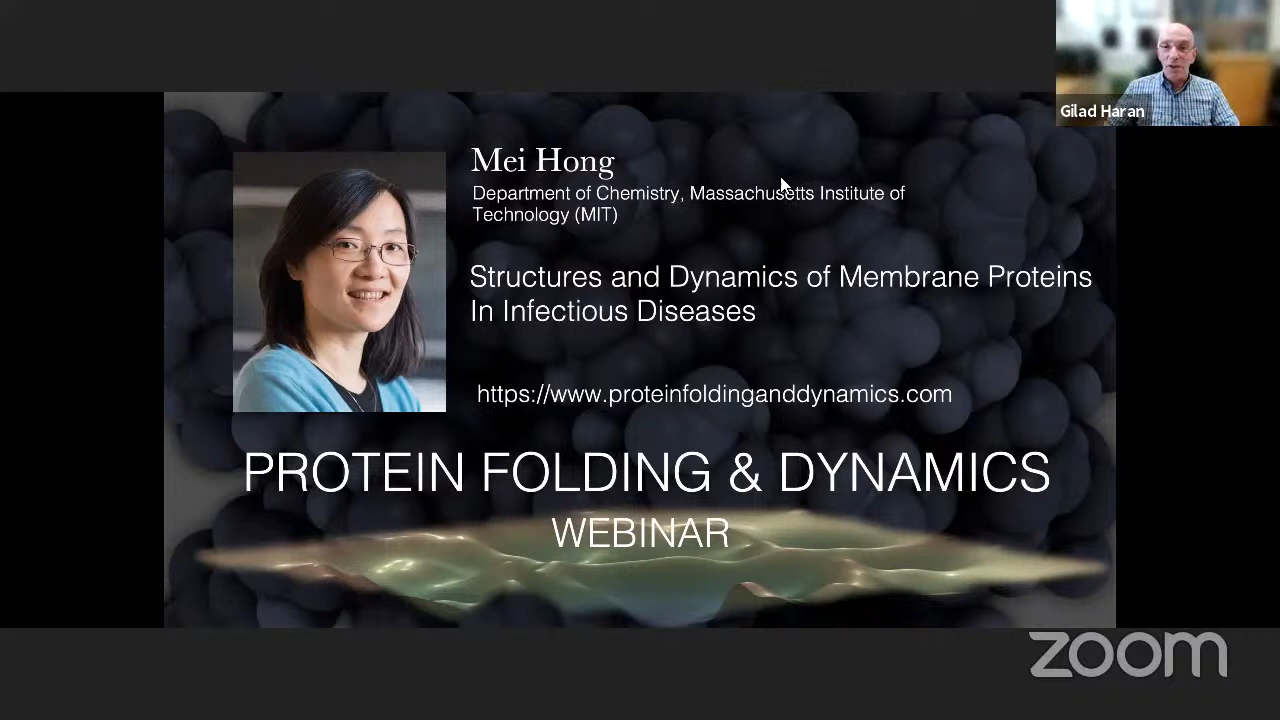 Gilad Haran
Mei Hong
Department of Chemistry, Massachusetts Institute of
Technology (MIT)
Structures and Dynamics of Membrane Proteins
In Infectious Diseases
https://www.proteinfoldinganddynamics.com
PROTEIN FOLDING & DYNAMICS
WEBINAR
zoom